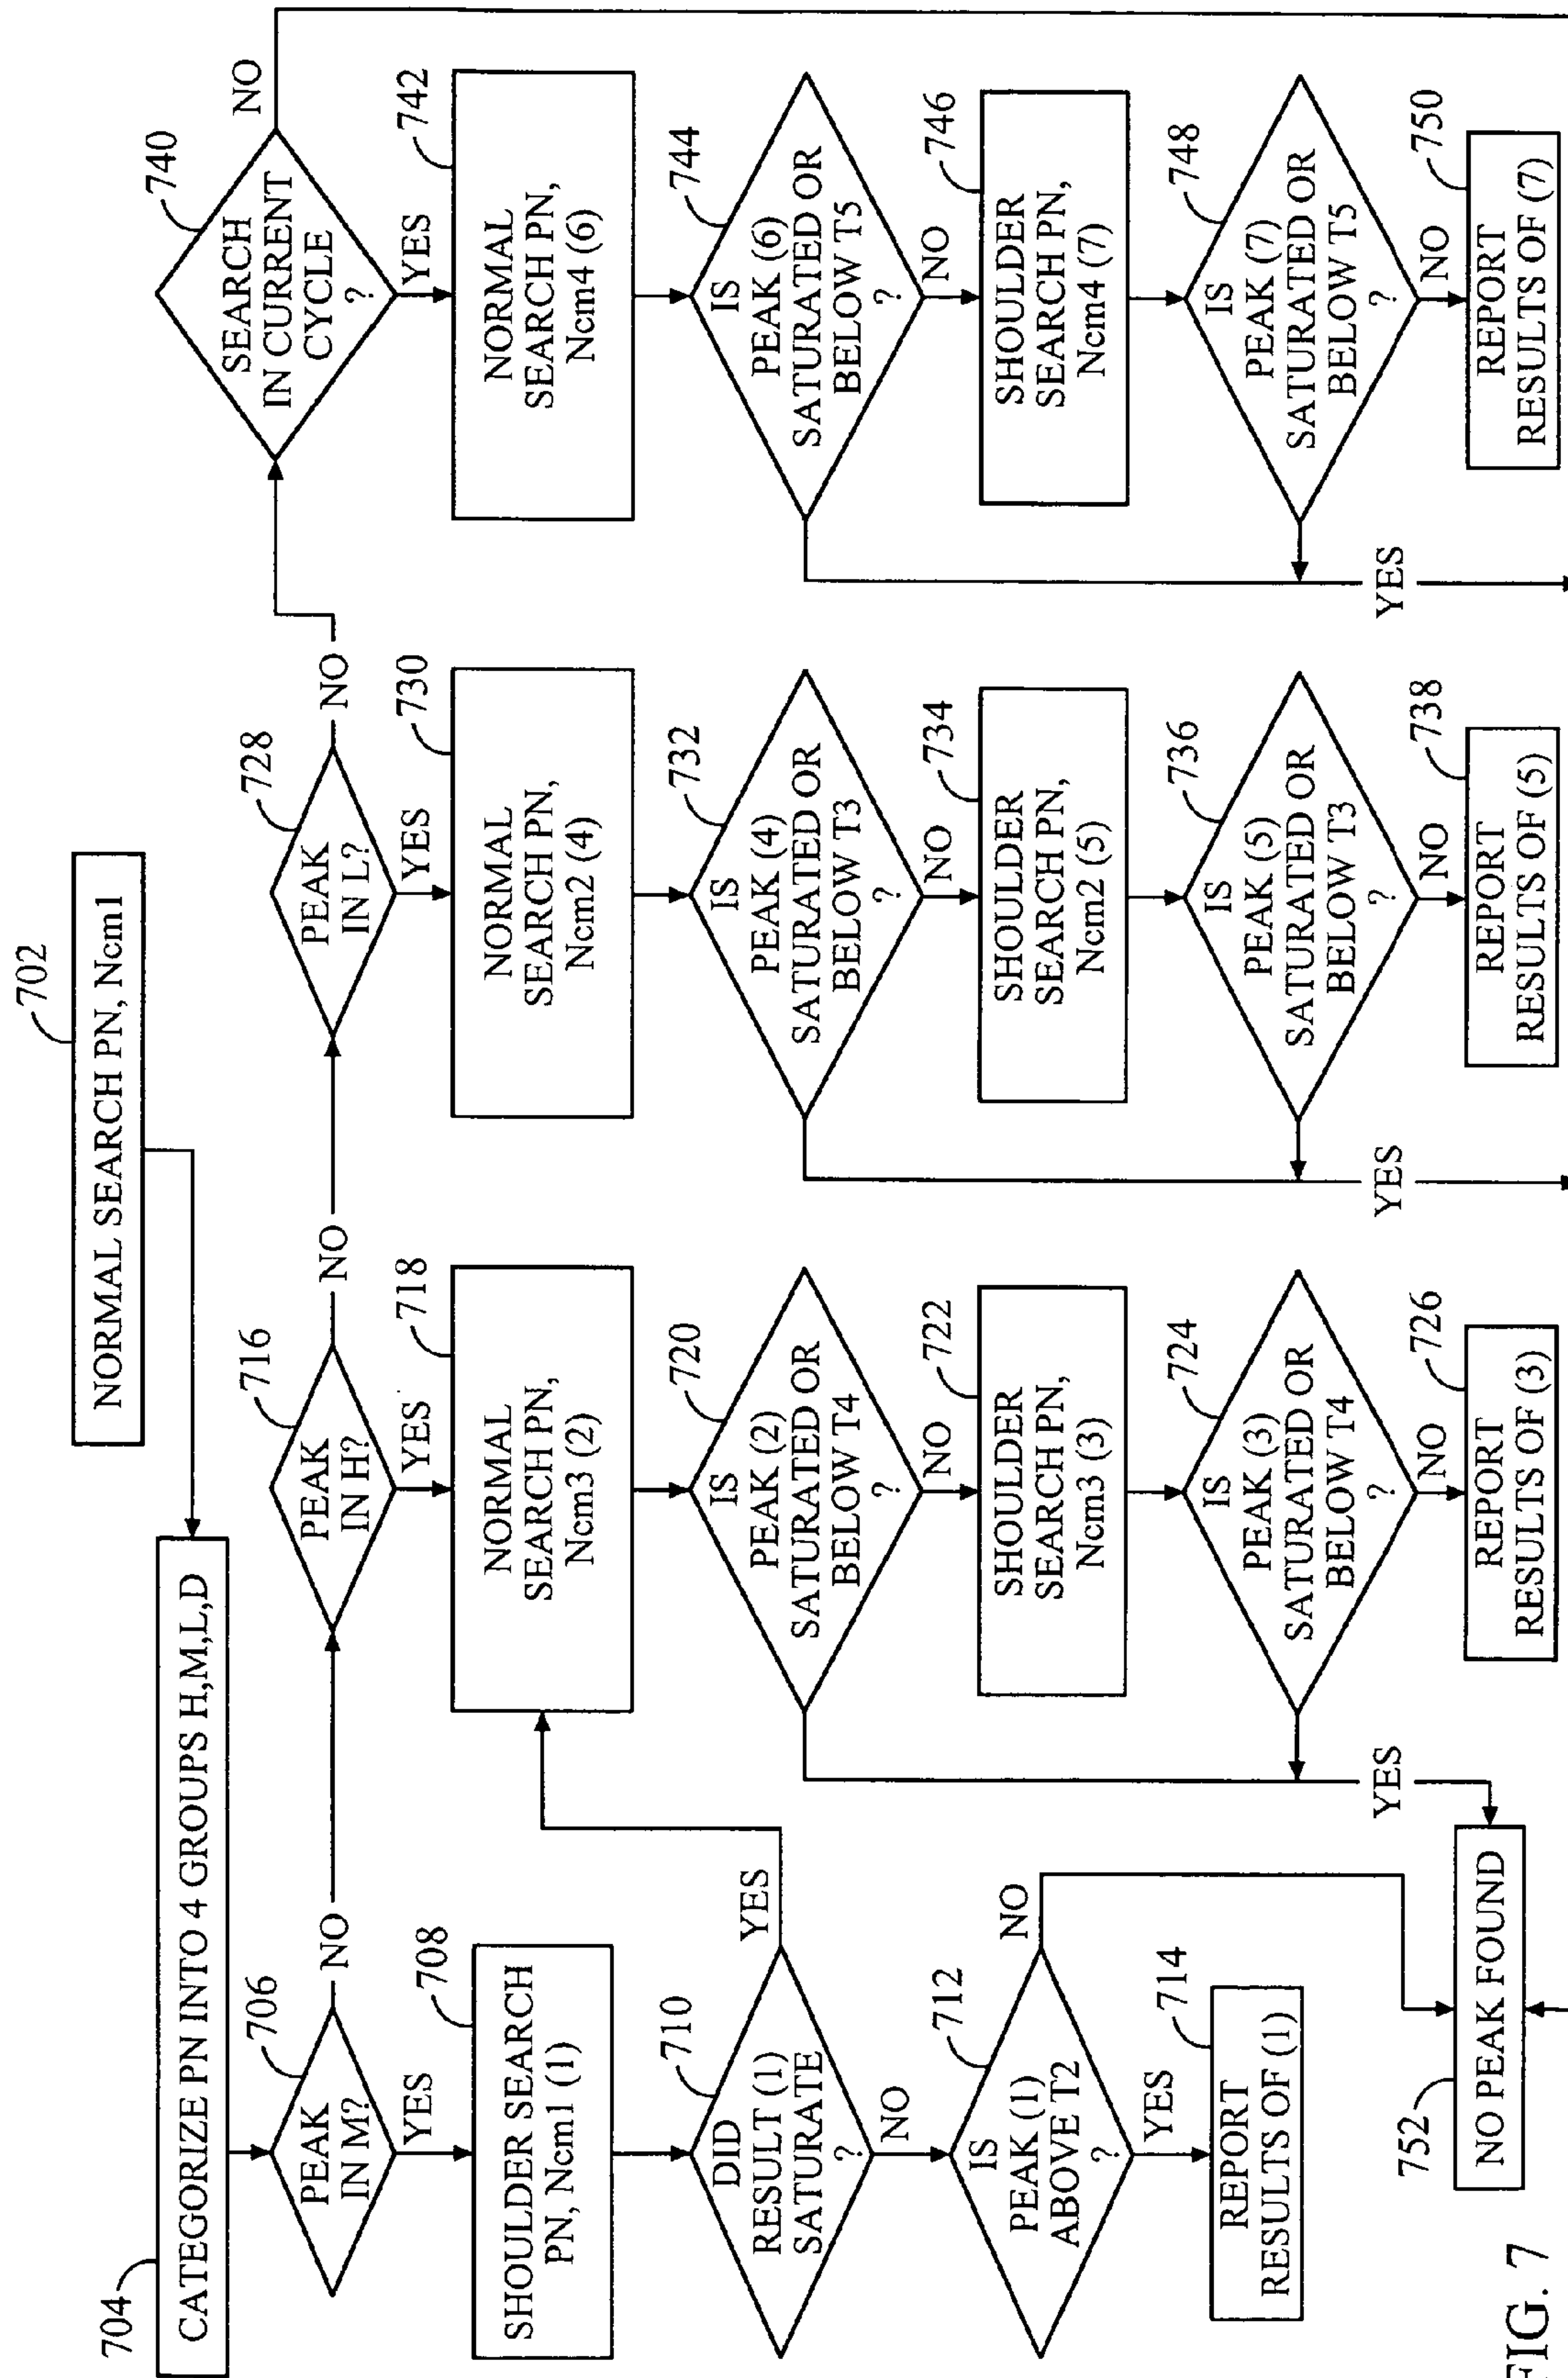 702
NORMAL SEARCH PN, Ncm1
704
CATEGORIZE PN INTO 4 GROUPS H,M,L,D
706
PEAK
IN M?
NO
YES
708
SHOULDER SEARCH
PN, Ncm1 (1)
710
DID
RESULT (1)
SATURATE
?
YES
NO
712
IS
PEAK (1)
ABOVE T2
?
NO
YES
714
REPORT
RESULTS OF (1)
716
PEAK
IN H?
NO
YES
718
NORMAL
SEARCH PN,
Ncm3 (2)
720
IS
PEAK (2)
SATURATED OR
BELOW T4
?
NO
722
SHOULDER
SEARCH PN,
Ncm3 (3)
724
IS
PEAK (3)
SATURATED OR
BELOW T4
?
YES
NO
726
REPORT
RESULTS OF (3)
728
PEAK
IN L?
NO
YES
730
NORMAL
SEARCH PN,
Ncm2 (4)
732
IS
PEAK (4)
SATURATED OR
BELOW T3
?
NO
734
SHOULDER
SEARCH PN,
Ncm2 (5)
736
IS
PEAK (5)
SATURATED OR
BELOW T3
?
YES
NO
738
REPORT
RESULTS OF (5)
740
SEARCH
IN CURRENT
CYCLE
?
NO
YES
742
NORMAL
SEARCH PN,
Ncm4 (6)
744
IS
PEAK (6)
SATURATED OR
BELOW T5
?
NO
746
SHOULDER
SEARCH PN,
Ncm4 (7)
748
IS
PEAK (7)
SATURATED OR
BELOW T5
?
YES
NO
750
REPORT
RESULTS OF (7)
752
NO PEAK FOUND
FIG. 7